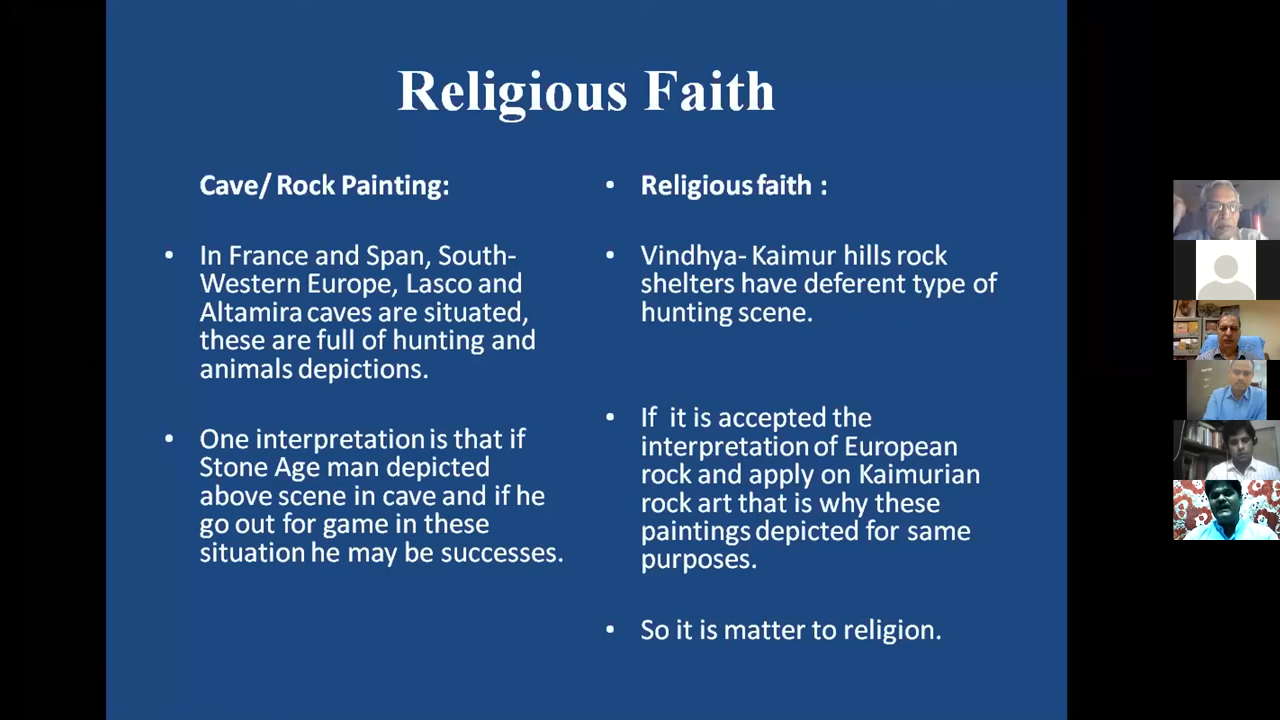 Religious Faith
Cave/ Rock Painting:
In France and Span, South-
Western Europe, Lasco and
Altamira caves are situated,
these are full of hunting and
animals depictions.
One interpretation is that if
Stone Age man depicted
above scene in cave and if he
go out for game in these
situation he may be successes.
Religious faith :
Vindhya- Kaimur hills rock
shelters have deferent type of
hunting scene.
If it is accepted the
interpretation of European
rock and apply on Kaimurian
rock art that is why these
paintings depicted for same
purposes.
So it is matter to religion.